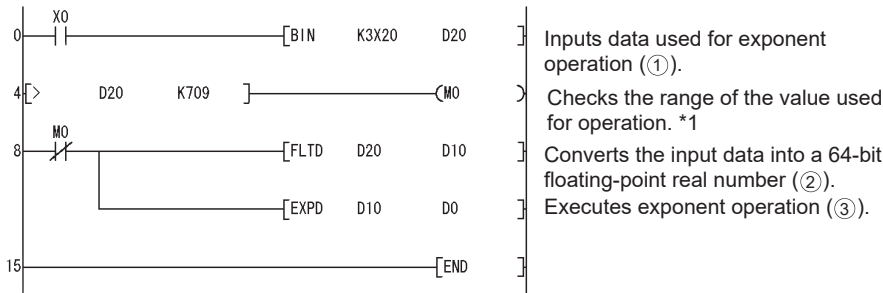 X0
0 BIN K3X20 D20
Inputs data used for exponent
operation (①).
4 > D20 K709 M0
Checks the range of the value used
for operation. *1
M0
8 FLTD D20 D10
Converts the input data into a 64-bit
floating-point real number (②).
EXPD D10 D0
Executes exponent operation (③).
15 END